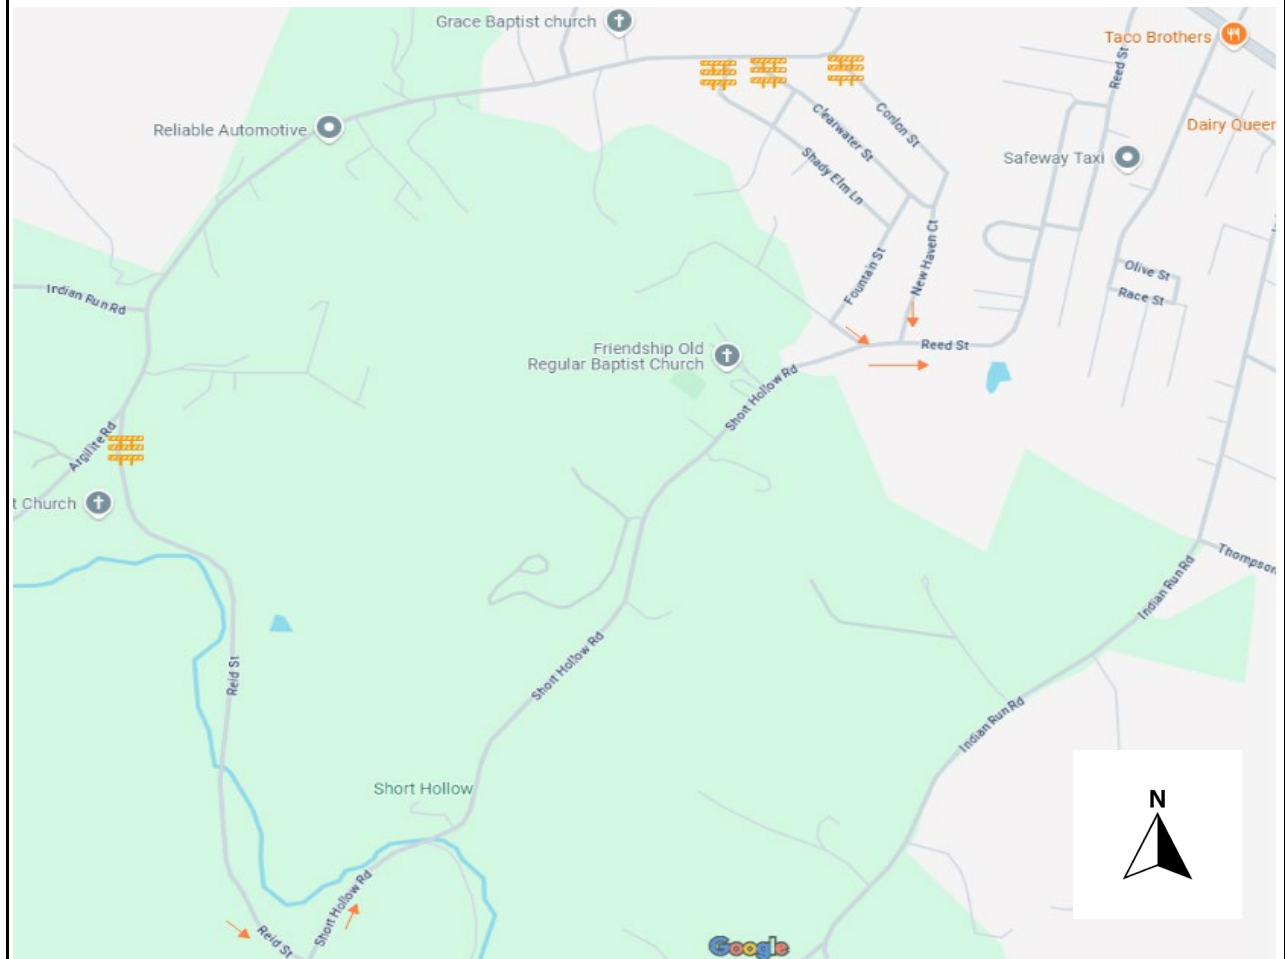 Grace Baptist church
Taco Brothers
Reed St
Reliable Automotive
Clearwater St
Conlon St
Dairy Queer
Safeway Taxi
Shady Elm Ln
Indian Run Rd
Fountain St
New Haven Ct
Olive St
Race St
Friendship Old
Regular Baptist Church
Reed St
Short Hollow Rd
Argillite Rd
t Church
Thompson
Indian Run Rd
Reid St
Short Hollow Rd
Indian Run Rd
Short Hollow
N
Short Hollow Rd
Reid St
Google